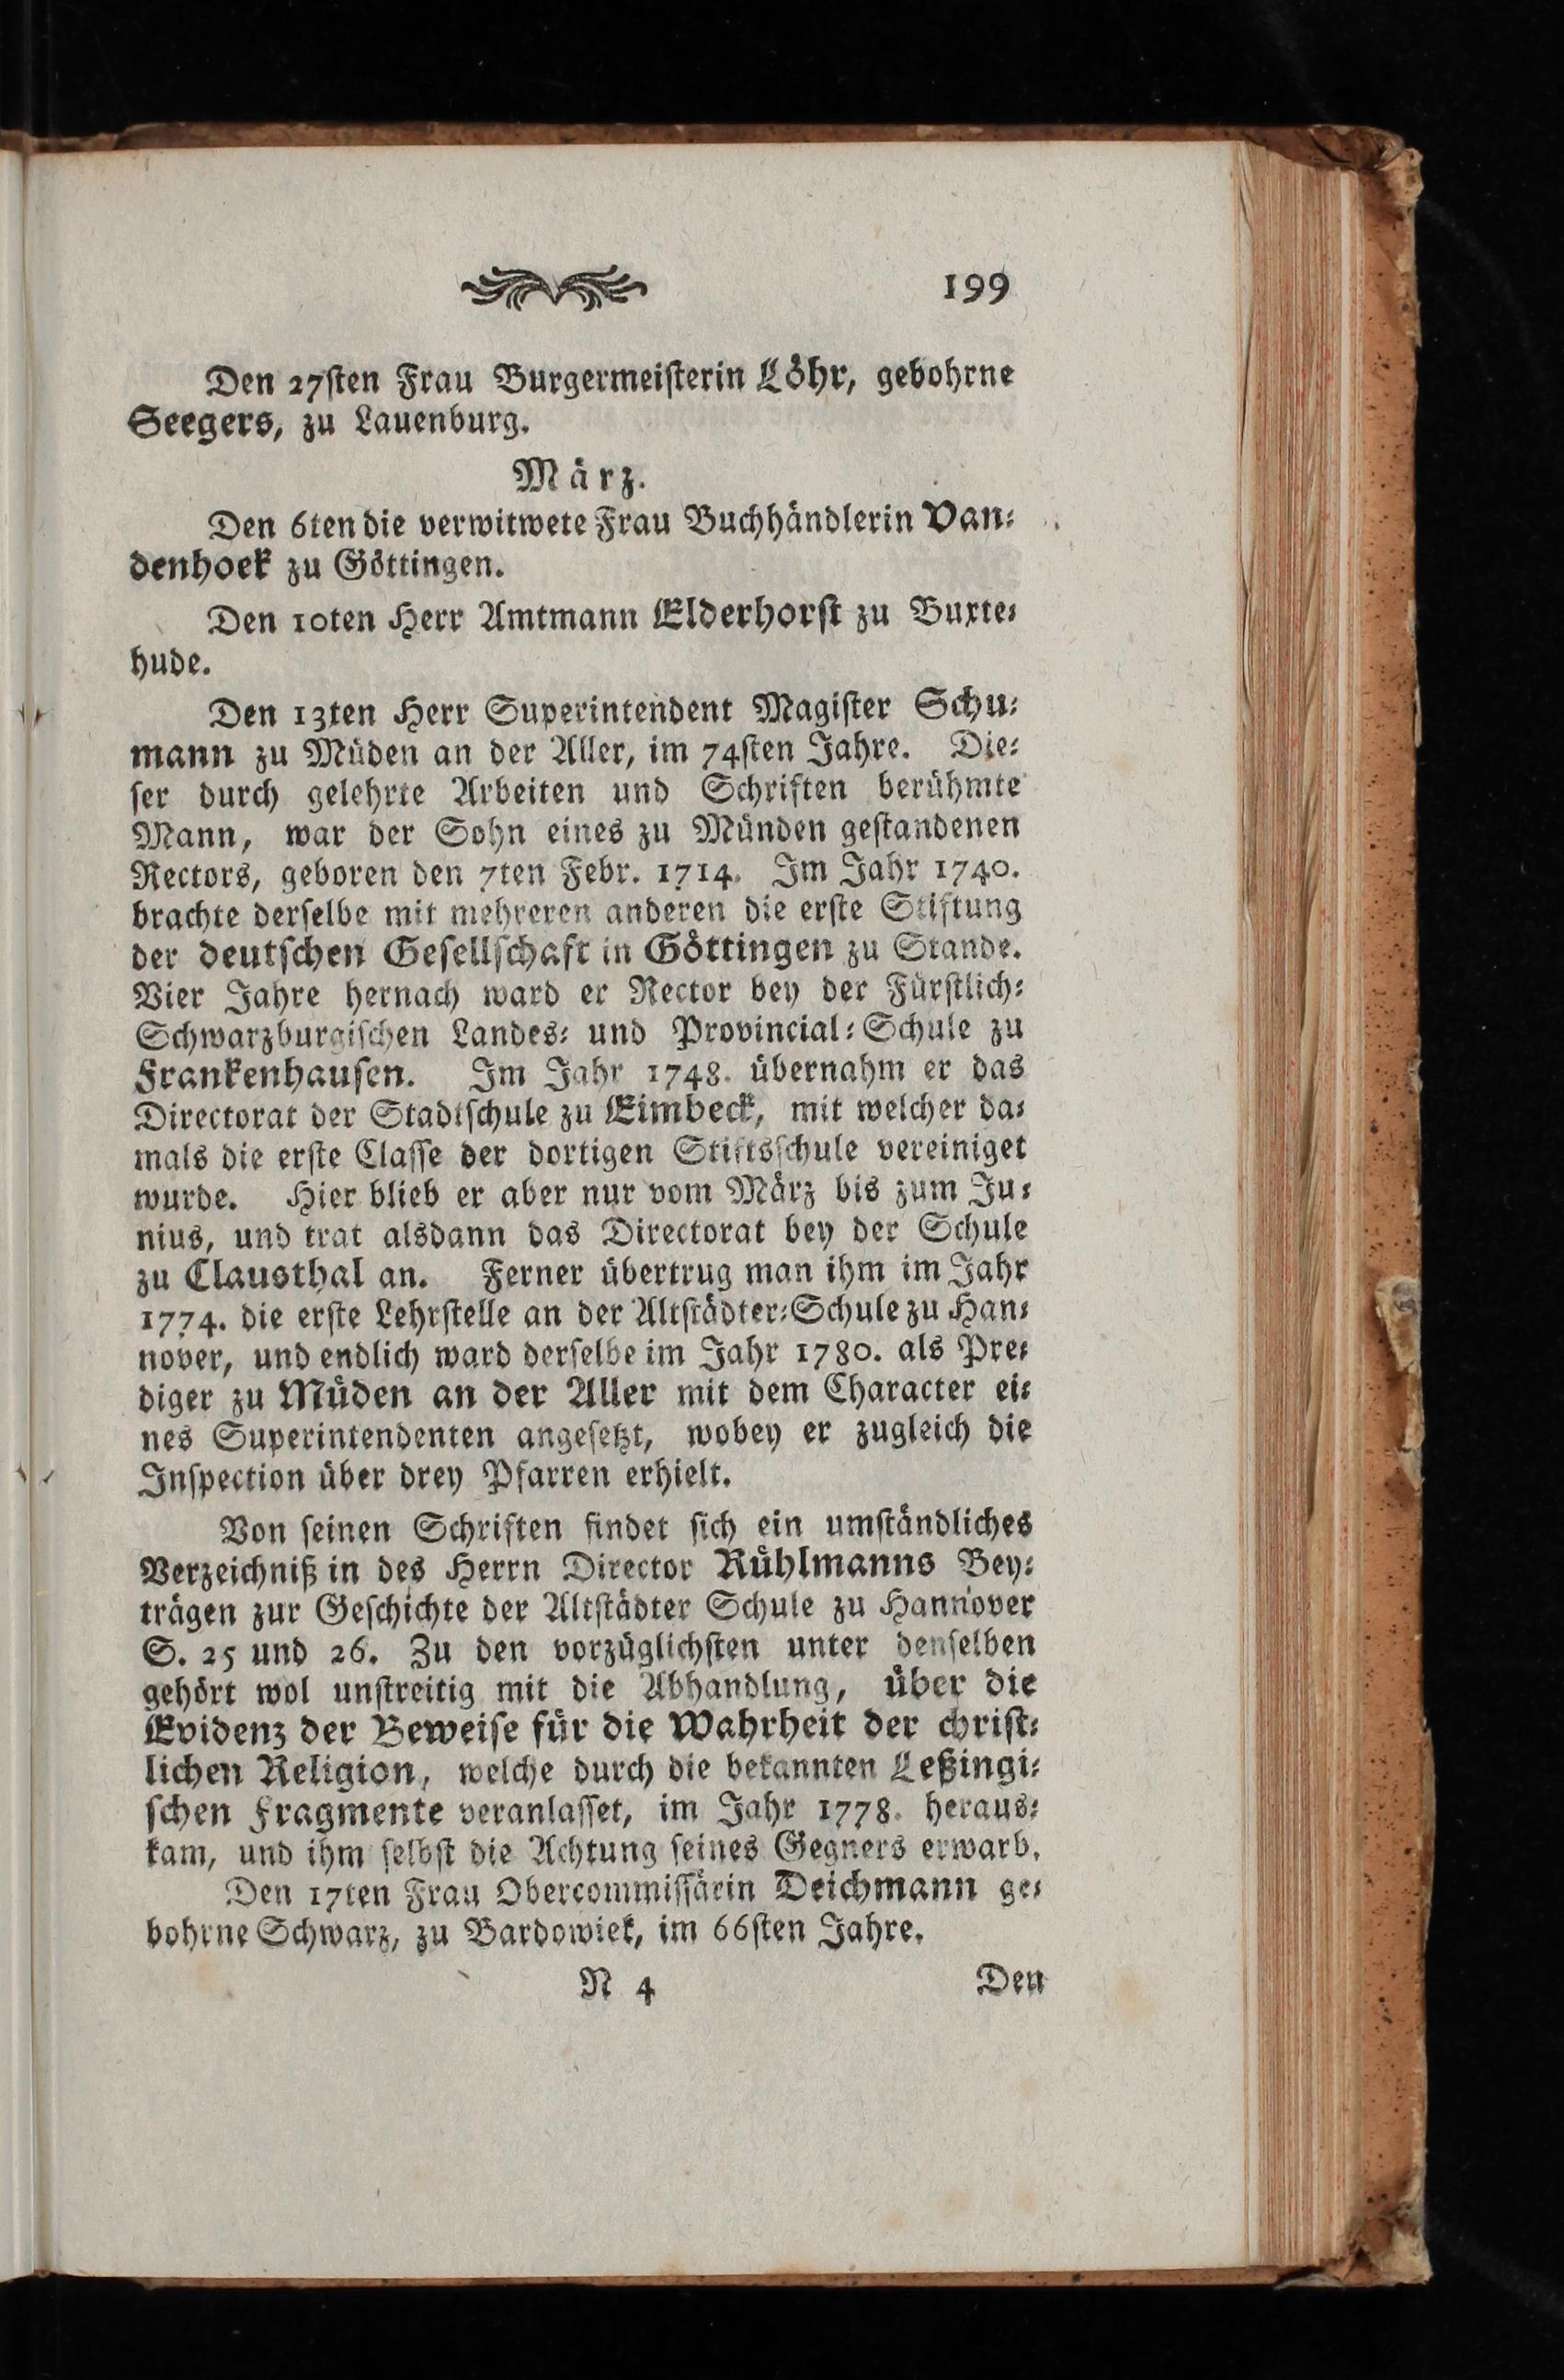 199
Den 27sten Frau Burgermeisterin Löhr, gebohrne
Seegers, zu Lauenburg.
März.
Den 6ten die verwitwete Frau Buchhändlerin Van-
denhoek zu Göttingen.
Den 10ten Herr Amtmann Elderhorst zu Buxte-
hude.
Den 13ten Herr Superintendent Magister Schu-
mann zu Müden an der Aller, im 74sten Jahre. Die-
ser durch gelehrte Arbeiten und Schriften berühmte
Mann, war der Sohn eines zu Münden gestandenen
Rectors, geboren den 7ten Febr. 1714. Im Jahr 1740.
brachte derselbe mit mehreren anderen die erste Stiftung
der deutschen Gesellschaft in Göttingen zu Stande.
Vier Jahre hernach ward er Rector bey der Fürstlich-
Schwarzburgischen Landes- und Provincial-Schule zu
Frankenhausen. Im Jahr 1748. übernahm er das
Directorat der Stadtschule zu Eimbeck, mit welcher da-
mals die erste Classe der dortigen Stiftsschule vereiniget
wurde. Hier blieb er aber nur vom März bis zum Ju-
nius, und trat alsdann das Directorat bey der Schule
zu Clausthal an. Ferner übertrug man ihm im Jahr
1774. die erste Lehrstelle an der Altstädter-Schule zu Han-
nover, und endlich ward derselbe im Jahr 1780. als Pre-
diger zu Müden an der Aller mit dem Character ei-
nes Superintendenten angesetzt, wobey er zugleich die
Inspection über drey Pfarren erhielt.
Von seinen Schriften findet sich ein umständliches
Verzeichniß in des Herrn Director Rühlmanns Bey-
trägen zur Geschichte der Altstädter Schule zu Hannover
S. 25 und 26. Zu den vorzüglichsten unter denselben
gehört wol unstreitig mit die Abhandlung, über die
Evidenz der Beweise für die Wahrheit der christ-
lichen Religion, welche durch die bekannten Leßingi-
schen Fragmente veranlasset, im Jahr 1778. heraus-
kam, und ihm selbst die Achtung seines Gegners erwarb.
Den 17ten Frau Obercommissärin Deichmann ge-
bohrne Schwarz, zu Bardowiek, im 66sten Jahre.
N 4 Den